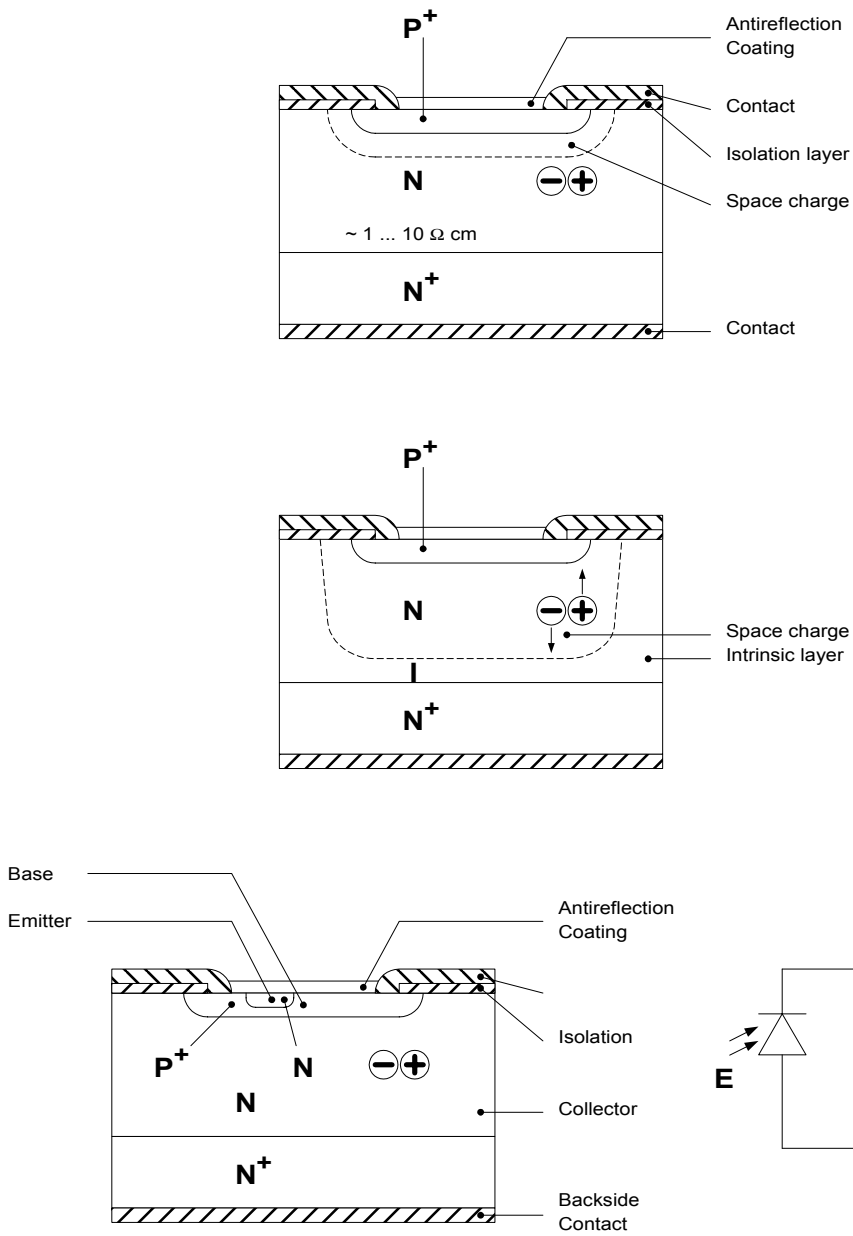 P+
Antireflection
Coating
Contact
Isolation layer
Space charge
N
~ 1 ... 10 Ω cm
N+
Contact
P+
N
Space charge
Intrinsic layer
I
N+
Base
Emitter
Antireflection
Coating
Isolation
P+
N
N
Collector
N+
Backside
Contact
E